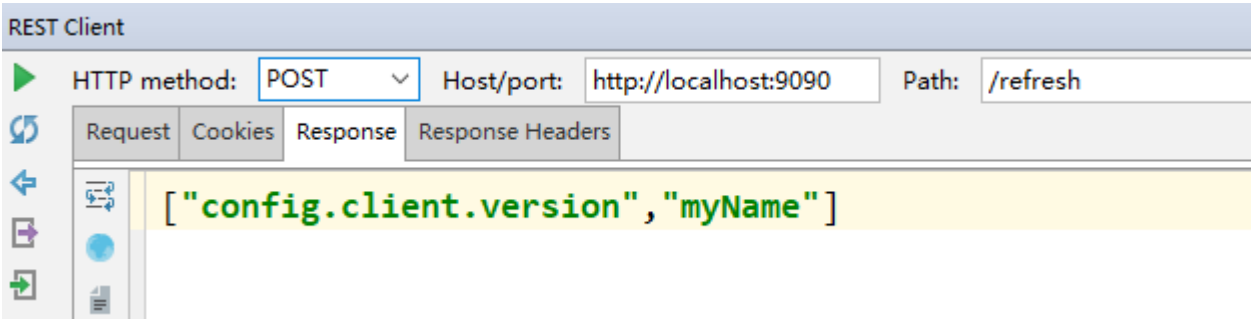 REST Client
HTTP method: POST Host/port: http://localhost:9090 Path: /refresh
Request Cookies Response Response Headers
["config.client.version","myName"]